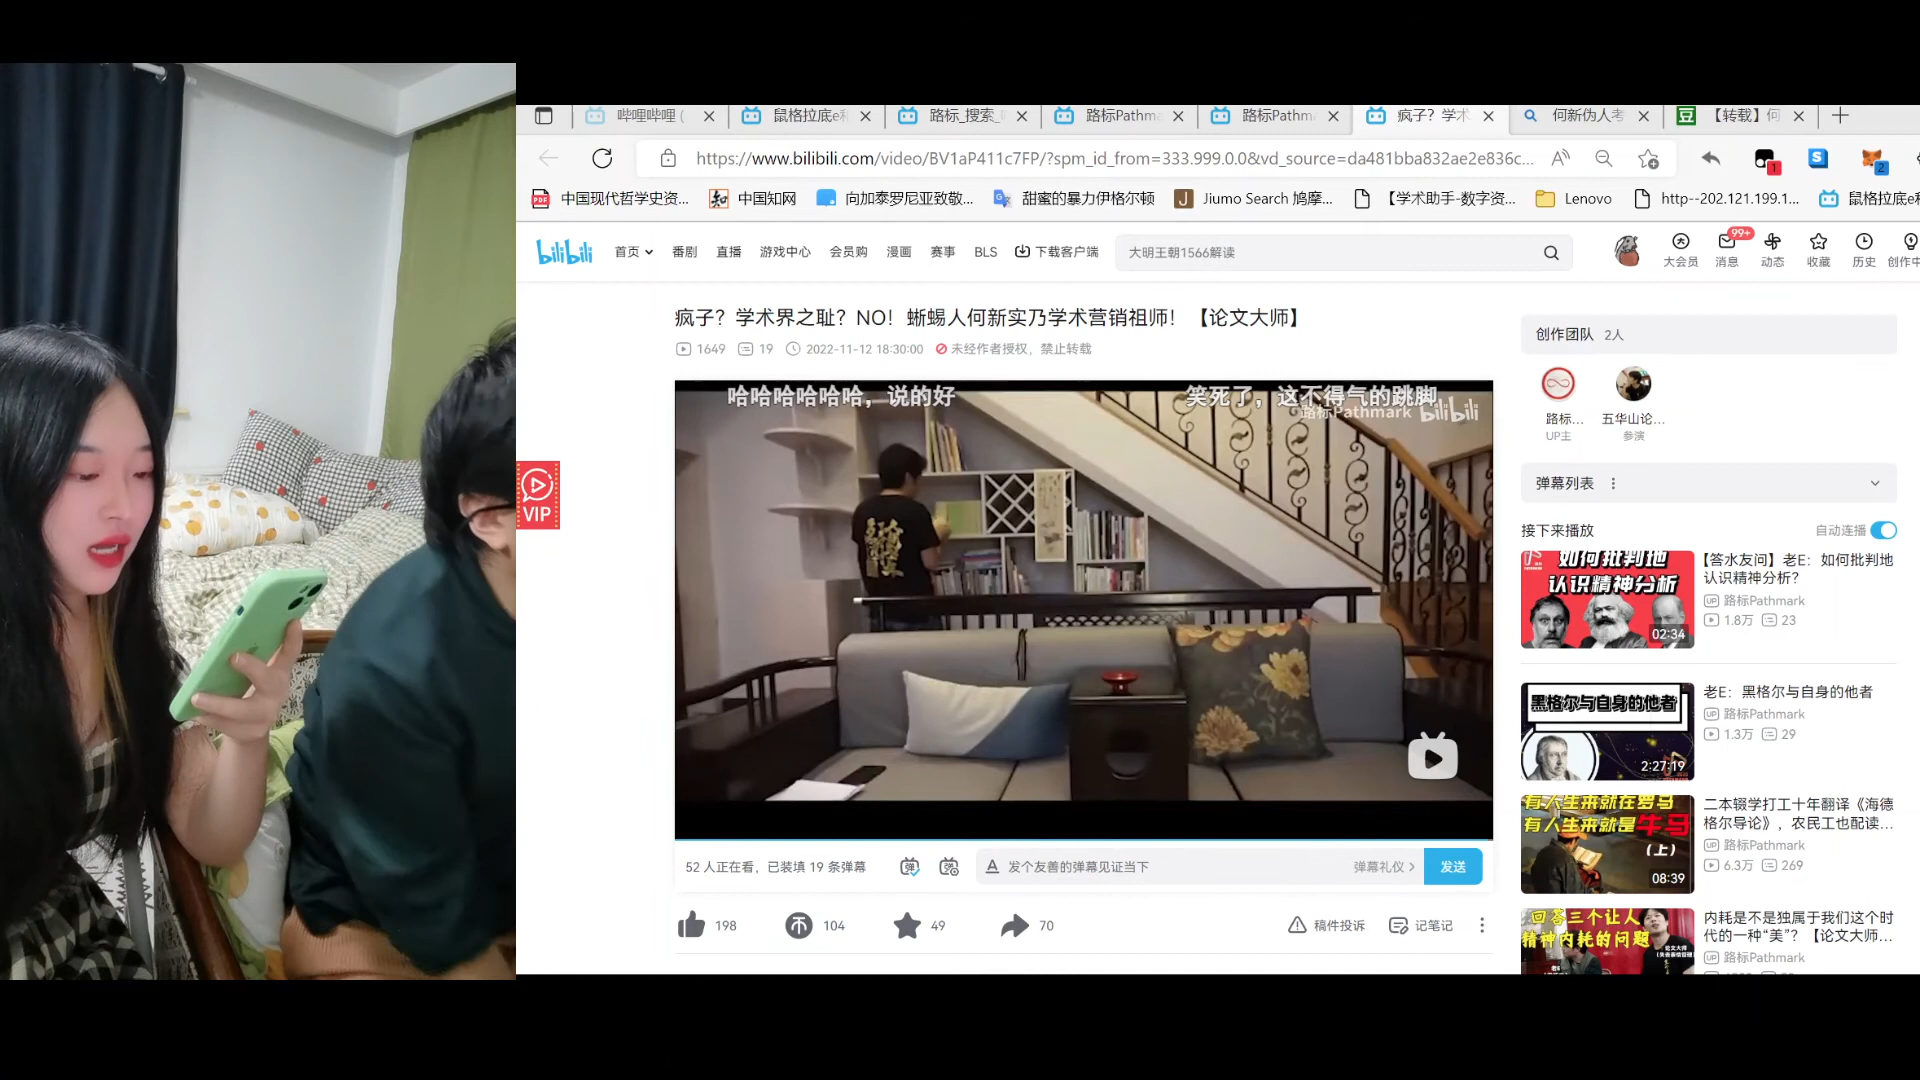 哔哩哔哩 (
鼠格拉底e和
路标_搜索_
路标Pathma
路标Pathm
疯子？学术
何新伪人考
【转载】何
https://www.bilibili.com/video/BV1aP411c7FP/?spm_id_from=333.999.0.0&vd_source=da481bba832ae2e836c...
1
2
中国现代哲学史资...
中国知网
向加泰罗尼亚致敬...
甜蜜的暴力伊格尔顿
Jiumo Search 鸠摩...
【学术助手-数字资...
Lenovo
http--202.121.199.1...
鼠格拉底e和
bilibili
首页
番剧
直播
游戏中心
会员购
漫画
赛事
BLS
下载客户端
大明王朝1566解读
大会员
99+
消息
动态
收藏
历史
创作中
疯子？学术界之耻？NO！蜥蜴人何新实乃学术营销祖师！【论文大师】
1649
19
2022-11-12 18:30:00
未经作者授权，禁止转载
哈哈哈哈哈哈，说的好
笑死了，这不得气的跳脚
路标Pathmark bilibili
VIP
52 人正在看，已装填 19 条弹幕
发个友善的弹幕见证当下
弹幕礼仪 >
发送
198
104
49
70
稿件投诉
记笔记
创作团队 2人
路标...
UP主
五华山论...
参演
弹幕列表
接下来播放
自动连播
如何批判地
认识精神分析
02:34
【答水友问】老E：如何批判地
认识精神分析？
路标Pathmark
1.8万
23
黑格尔与自身的他者
2:27:19
老E：黑格尔与自身的他者
路标Pathmark
1.3万
29
有人生来就在罗马
有人生来就是牛马
（上）
08:39
二本辍学打工十年翻译《海德
格尔导论》，农民工也配读...
路标Pathmark
6.3万
269
回答三个让人
精神内耗的问题
内耗是不是独属于我们这个时
代的一种“美”？【论文大师...
路标Pathmark